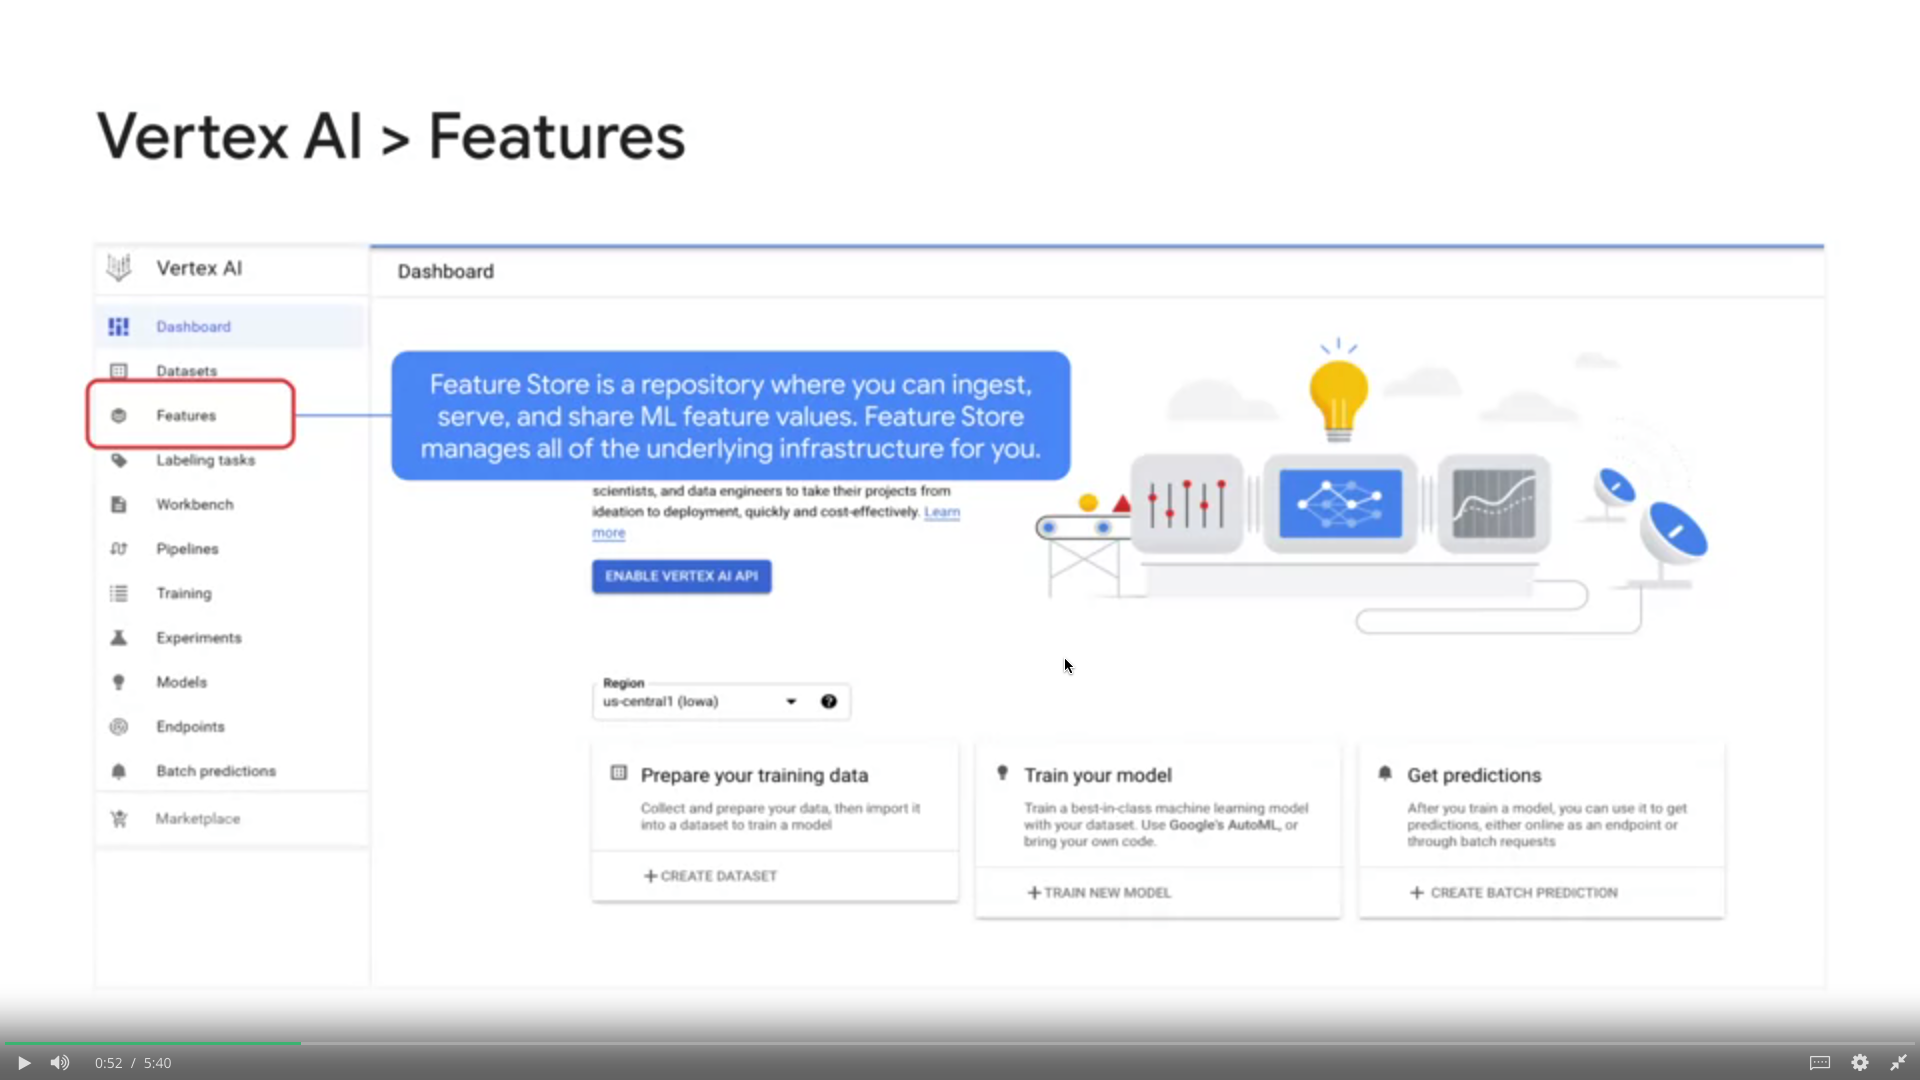 Vertex AI > Features
Vertex AI
Dashboard
Dashboard
Datasets
Features
Labeling tasks
Workbench
Pipelines
Training
Experiments
Models
Endpoints
Batch predictions
Marketplace
Feature Store is a repository where you can ingest,
serve, and share ML feature values. Feature Store
manages all of the underlying infrastructure for you.
scientists, and data engineers to take their projects from
ideation to deployment, quickly and cost-effectively. Learn
more
ENABLE VERTEX AI API
Region
us-central1 (Iowa)
Prepare your training data
Collect and prepare your data, then import it
into a dataset to train a model
+CREATE DATASET
Train your model
Train a best-in-class machine learning model
with your dataset. Use Google's AutoML, or
bring your own code.
+TRAIN NEW MODEL
Get predictions
After you train a model, you can use it to get
predictions, either online as an endpoint or
through batch requests
+ CREATE BATCH PREDICTION
0:52 / 5:40